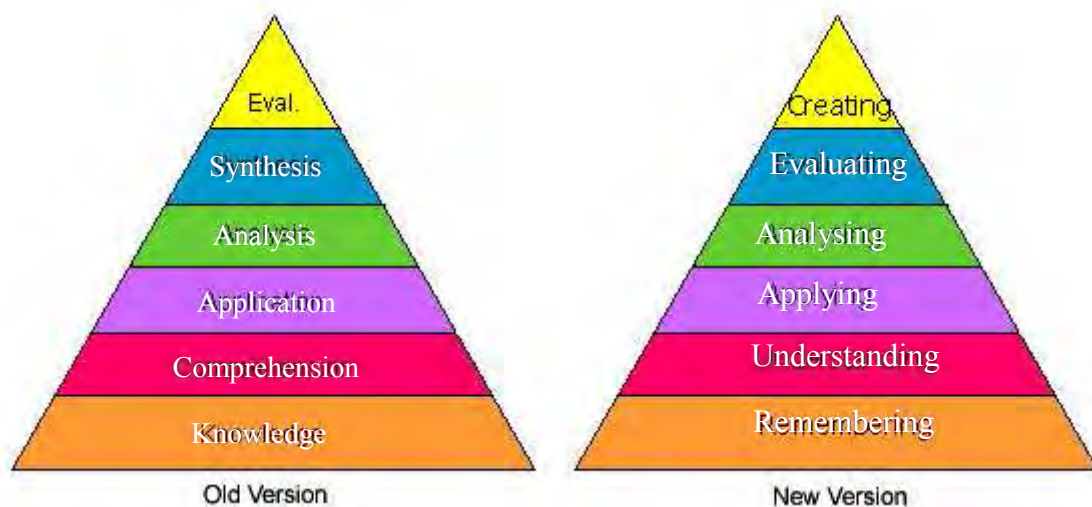 Eval.
Synthesis
Analysis
Application
Comprehension
Knowledge
Old Version
Creating
Evaluating
Analysing
Applying
Understanding
Remembering
New Version